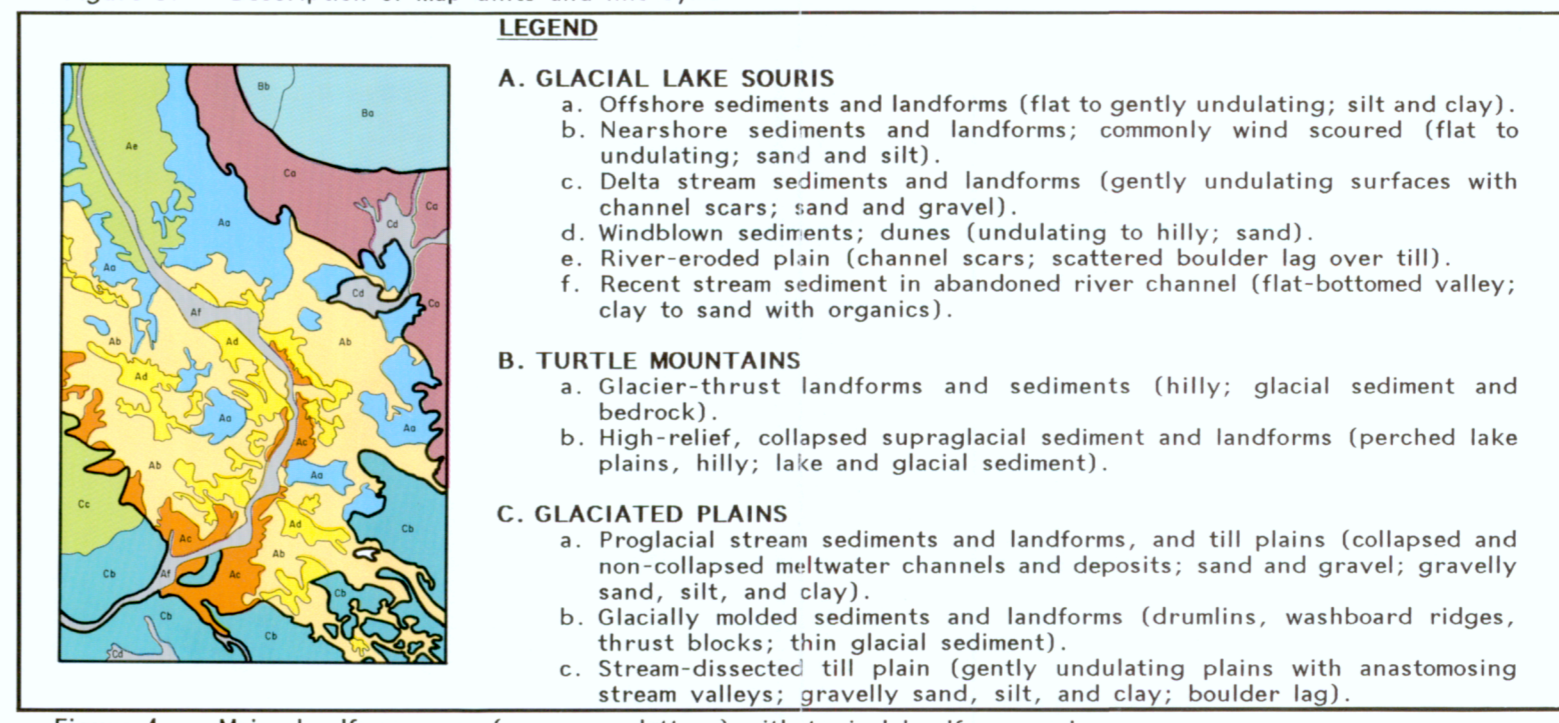 LEGEND
A. GLACIAL LAKE SOURIS
a. Offshore sediments and landforms (flat to gently undulating; silt and clay).
b. Nearshore sediments and landforms; commonly wind scoured (flat to
undulating; sand and silt).
c. Delta stream sediments and landforms (gently undulating surfaces with
channel scars; sand and gravel).
d. Windblown sediments; dunes (undulating to hilly; sand).
e. River-eroded plain (channel scars; scattered boulder lag over till).
f. Recent stream sediment in abandoned river channel (flat-bottomed valley;
clay to sand with organics).
B. TURTLE MOUNTAINS
a. Glacier-thrust landforms and sediments (hilly; glacial sediment and
bedrock).
b. High-relief, collapsed supraglacial sediment and landforms (perched lake
plains, hilly; lake and glacial sediment).
C. GLACIATED PLAINS
a. Proglacial stream sediments and landforms, and till plains (collapsed and
non-collapsed meltwater channels and deposits; sand and gravel; gravelly
sand, silt, and clay).
b. Glacially molded sediments and landforms (drumlins, washboard ridges,
thrust blocks; thin glacial sediment).
c. Stream-dissected till plain (gently undulating plains with anastomosing
stream valleys; gravelly sand, silt, and clay; boulder lag).
Bb
Ba
Ae
Ca
Ca
Aa
Cd
Aa
Cd
Ca
Af
Ab
Ad
Ab
Ad
Aa
Aa
Ac
Ab
Aa
Cc
Ad
Cb
Ac
Ab
Cb
Af
Ac
Cb
Cb
Cb
Cd